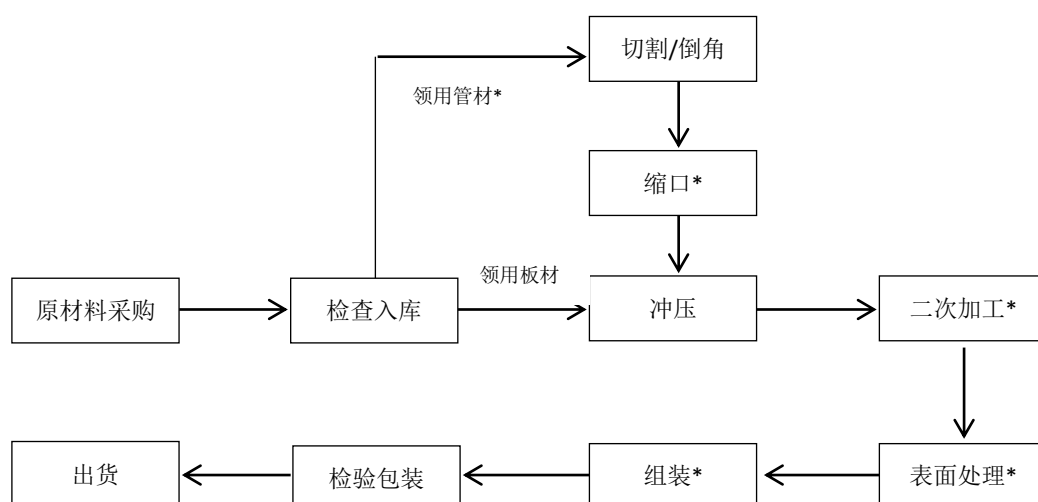 切割/倒角
领用管材*
缩口*
领用板材
原材料采购
检查入库
冲压
二次加工*
出货
检验包装
组装*
表面处理*